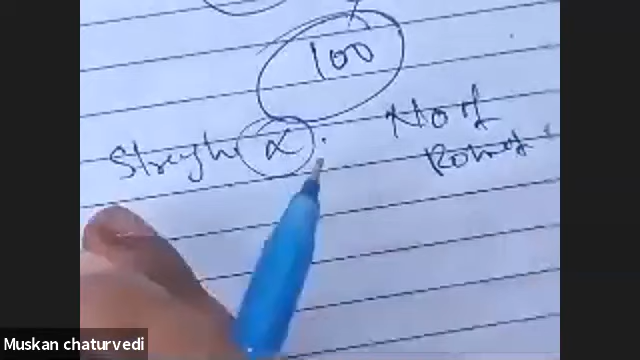 100
Strength ∝ No of
Muskan chaturvedi